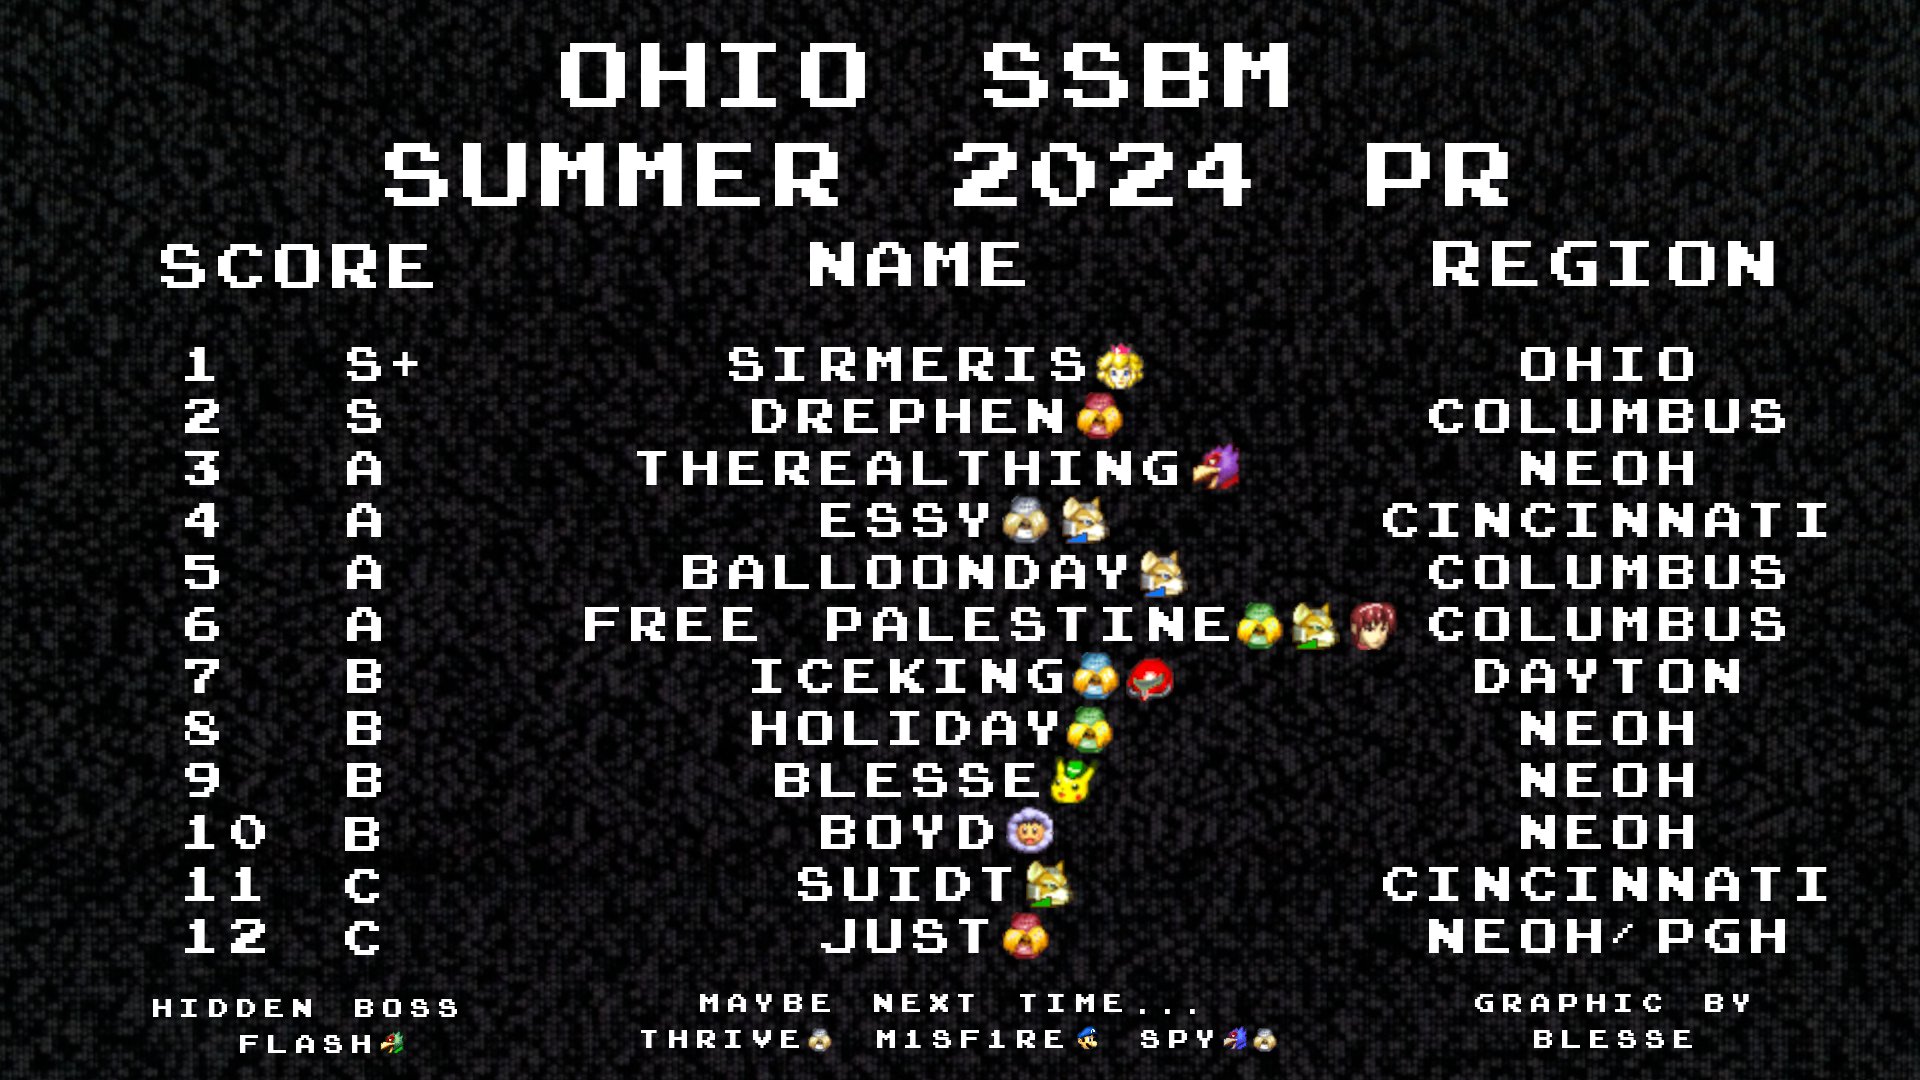 OHIO SSBM
SUMMER 2024 PR
SCORE NAME REGION
1 S+ SIRMERIS OHIO
2 S DREPHEN COLUMBUS
3 A THEREALTHING NEOH
4 A ESSY CINCINNATI
5 A BALLOONDAY COLUMBUS
6 A FREE PALESTINE COLUMBUS
7 B ICEKING DAYTON
8 B HOLIDAY NEOH
9 B BLESSE NEOH
10 B BOYD NEOH
11 C SUIDT CINCINNATI
12 C JUST NEOH/PGH
HIDDEN BOSS
FLASH
MAYBE NEXT TIME...
THRIVE M1SF1RE SPY
GRAPHIC BY
BLESSE